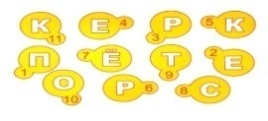 К 11 Е 4 Р 3 К 5
П 1 Ё 7 Т 9 Е 2
О 10 Р 6 С 8